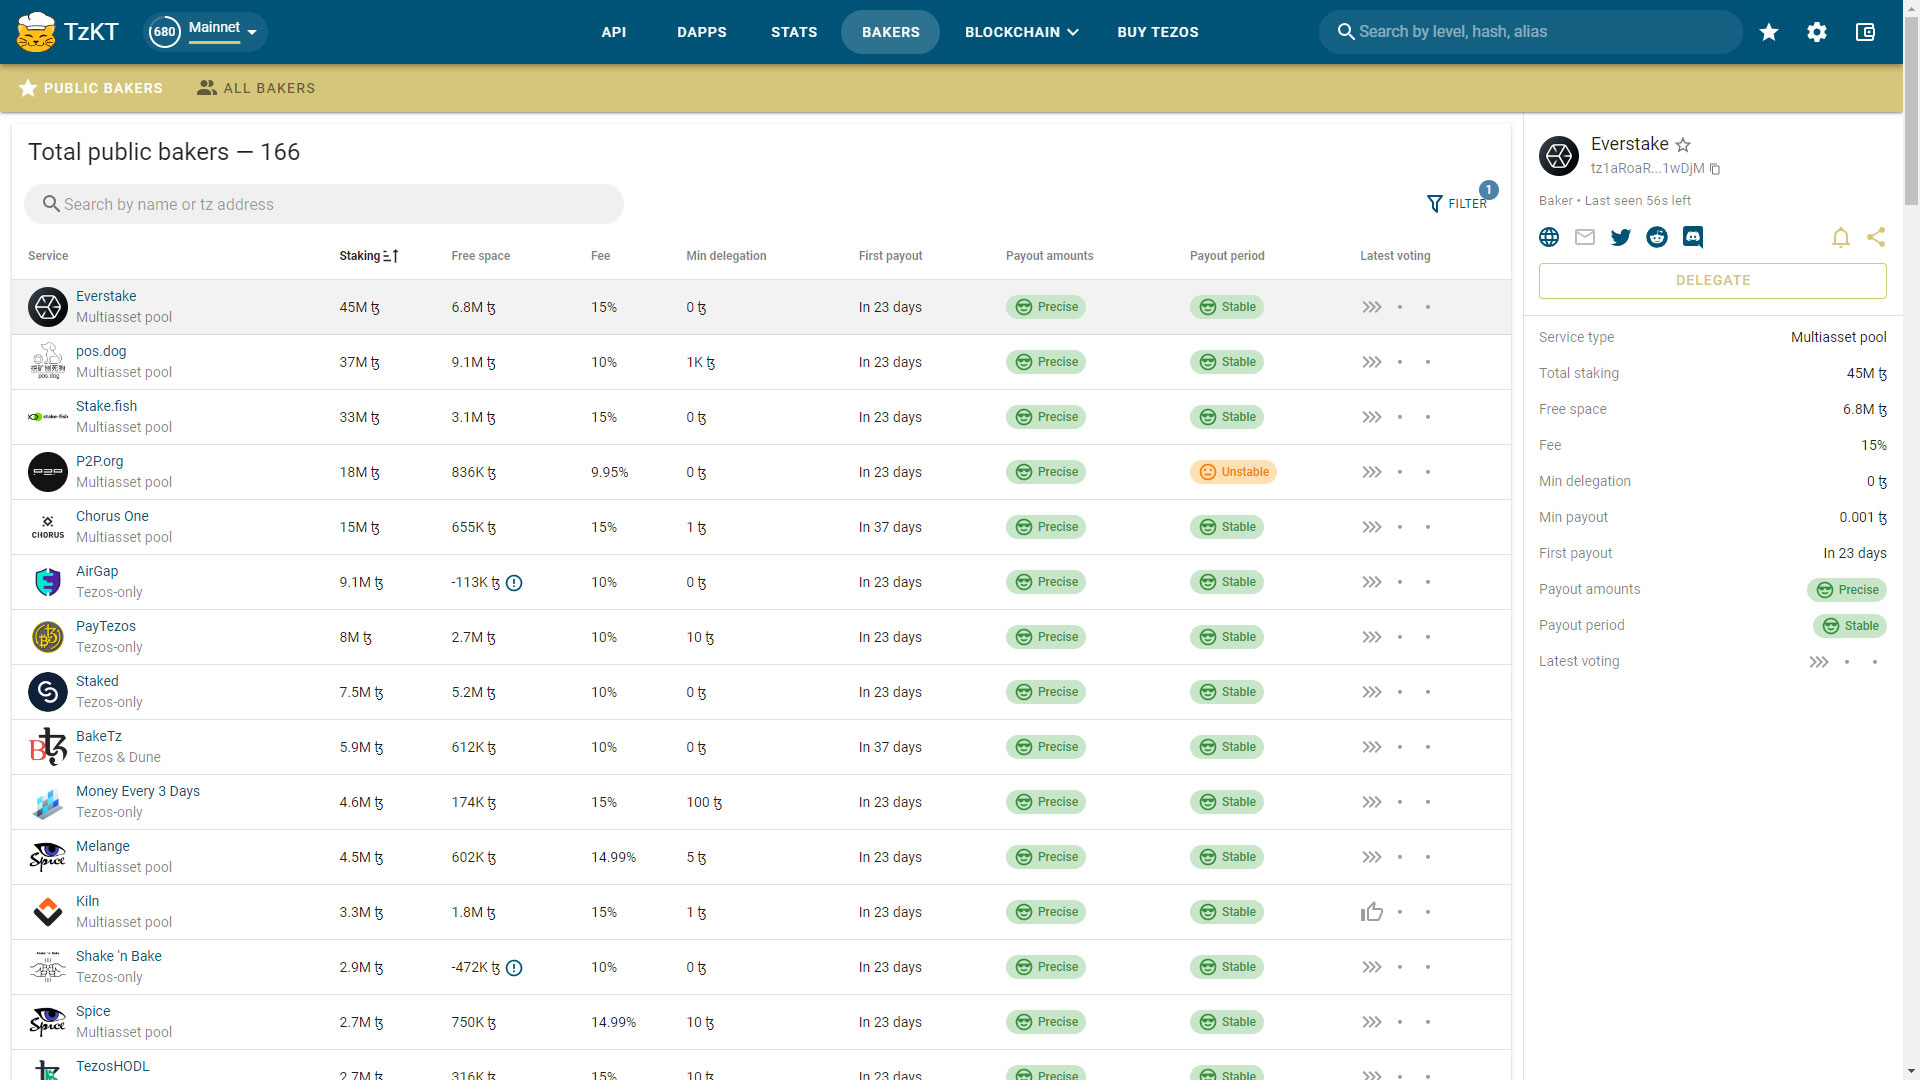 TzKT
680
Mainnet
API
DAPPS
STATS
BAKERS
BLOCKCHAIN
BUY TEZOS
Search by level, hash, alias
PUBLIC BAKERS
ALL BAKERS
Total public bakers — 166
Search by name or tz address
FILTER
1
Service Staking Free space Fee Min delegation First payout Payout amounts Payout period Latest voting
Everstake
Multiasset pool
45M ꜩ 6.8M ꜩ 15% 0 ꜩ In 23 days Precise Stable
pos.dog
Multiasset pool
37M ꜩ 9.1M ꜩ 10% 1K ꜩ In 23 days Precise Stable
Stake.fish
Multiasset pool
33M ꜩ 3.1M ꜩ 15% 0 ꜩ In 23 days Precise Stable
P2P.org
Multiasset pool
18M ꜩ 836K ꜩ 9.95% 0 ꜩ In 23 days Precise Unstable
Chorus One
Multiasset pool
15M ꜩ 655K ꜩ 15% 1 ꜩ In 37 days Precise Stable
AirGap
Tezos-only
9.1M ꜩ -113K ꜩ 10% 0 ꜩ In 23 days Precise Stable
PayTezos
Tezos-only
8M ꜩ 2.7M ꜩ 10% 10 ꜩ In 23 days Precise Stable
Staked
Tezos-only
7.5M ꜩ 5.2M ꜩ 10% 0 ꜩ In 23 days Precise Stable
BakeTz
Tezos & Dune
5.9M ꜩ 612K ꜩ 10% 0 ꜩ In 37 days Precise Stable
Money Every 3 Days
Tezos-only
4.6M ꜩ 174K ꜩ 15% 100 ꜩ In 23 days Precise Stable
Melange
Multiasset pool
4.5M ꜩ 602K ꜩ 14.99% 5 ꜩ In 23 days Precise Stable
Kiln
Multiasset pool
3.3M ꜩ 1.8M ꜩ 15% 1 ꜩ In 23 days Precise Stable
Shake 'n Bake
Tezos-only
2.9M ꜩ -472K ꜩ 10% 0 ꜩ In 23 days Precise Stable
Spice
Multiasset pool
2.7M ꜩ 750K ꜩ 14.99% 10 ꜩ In 23 days Precise Stable
TezosHODL
2.7M ꜩ 316K ꜩ 15% 10 ꜩ In 23 days Precise Stable
Everstake
tz1aRoaR...1wDjM
Baker • Last seen 56s left
DELEGATE
Service type Multiasset pool
Total staking 45M ꜩ
Free space 6.8M ꜩ
Fee 15%
Min delegation 0 ꜩ
Min payout 0.001 ꜩ
First payout In 23 days
Payout amounts Precise
Payout period Stable
Latest voting